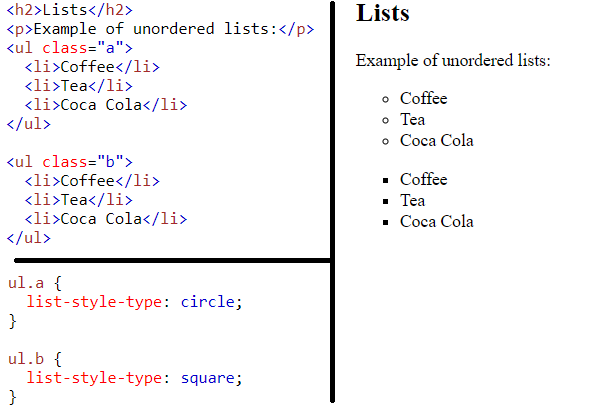 <h2>Lists</h2>
<p>Example of unordered lists:</p>
<ul class="a">
  <li>Coffee</li>
  <li>Tea</li>
  <li>Coca Cola</li>
</ul>

<ul class="b">
  <li>Coffee</li>
  <li>Tea</li>
  <li>Coca Cola</li>
</ul>

ul.a {
  list-style-type: circle;
}

ul.b {
  list-style-type: square;
}

Lists
Example of unordered lists:
Coffee
Tea
Coca Cola
Coffee
Tea
Coca Cola